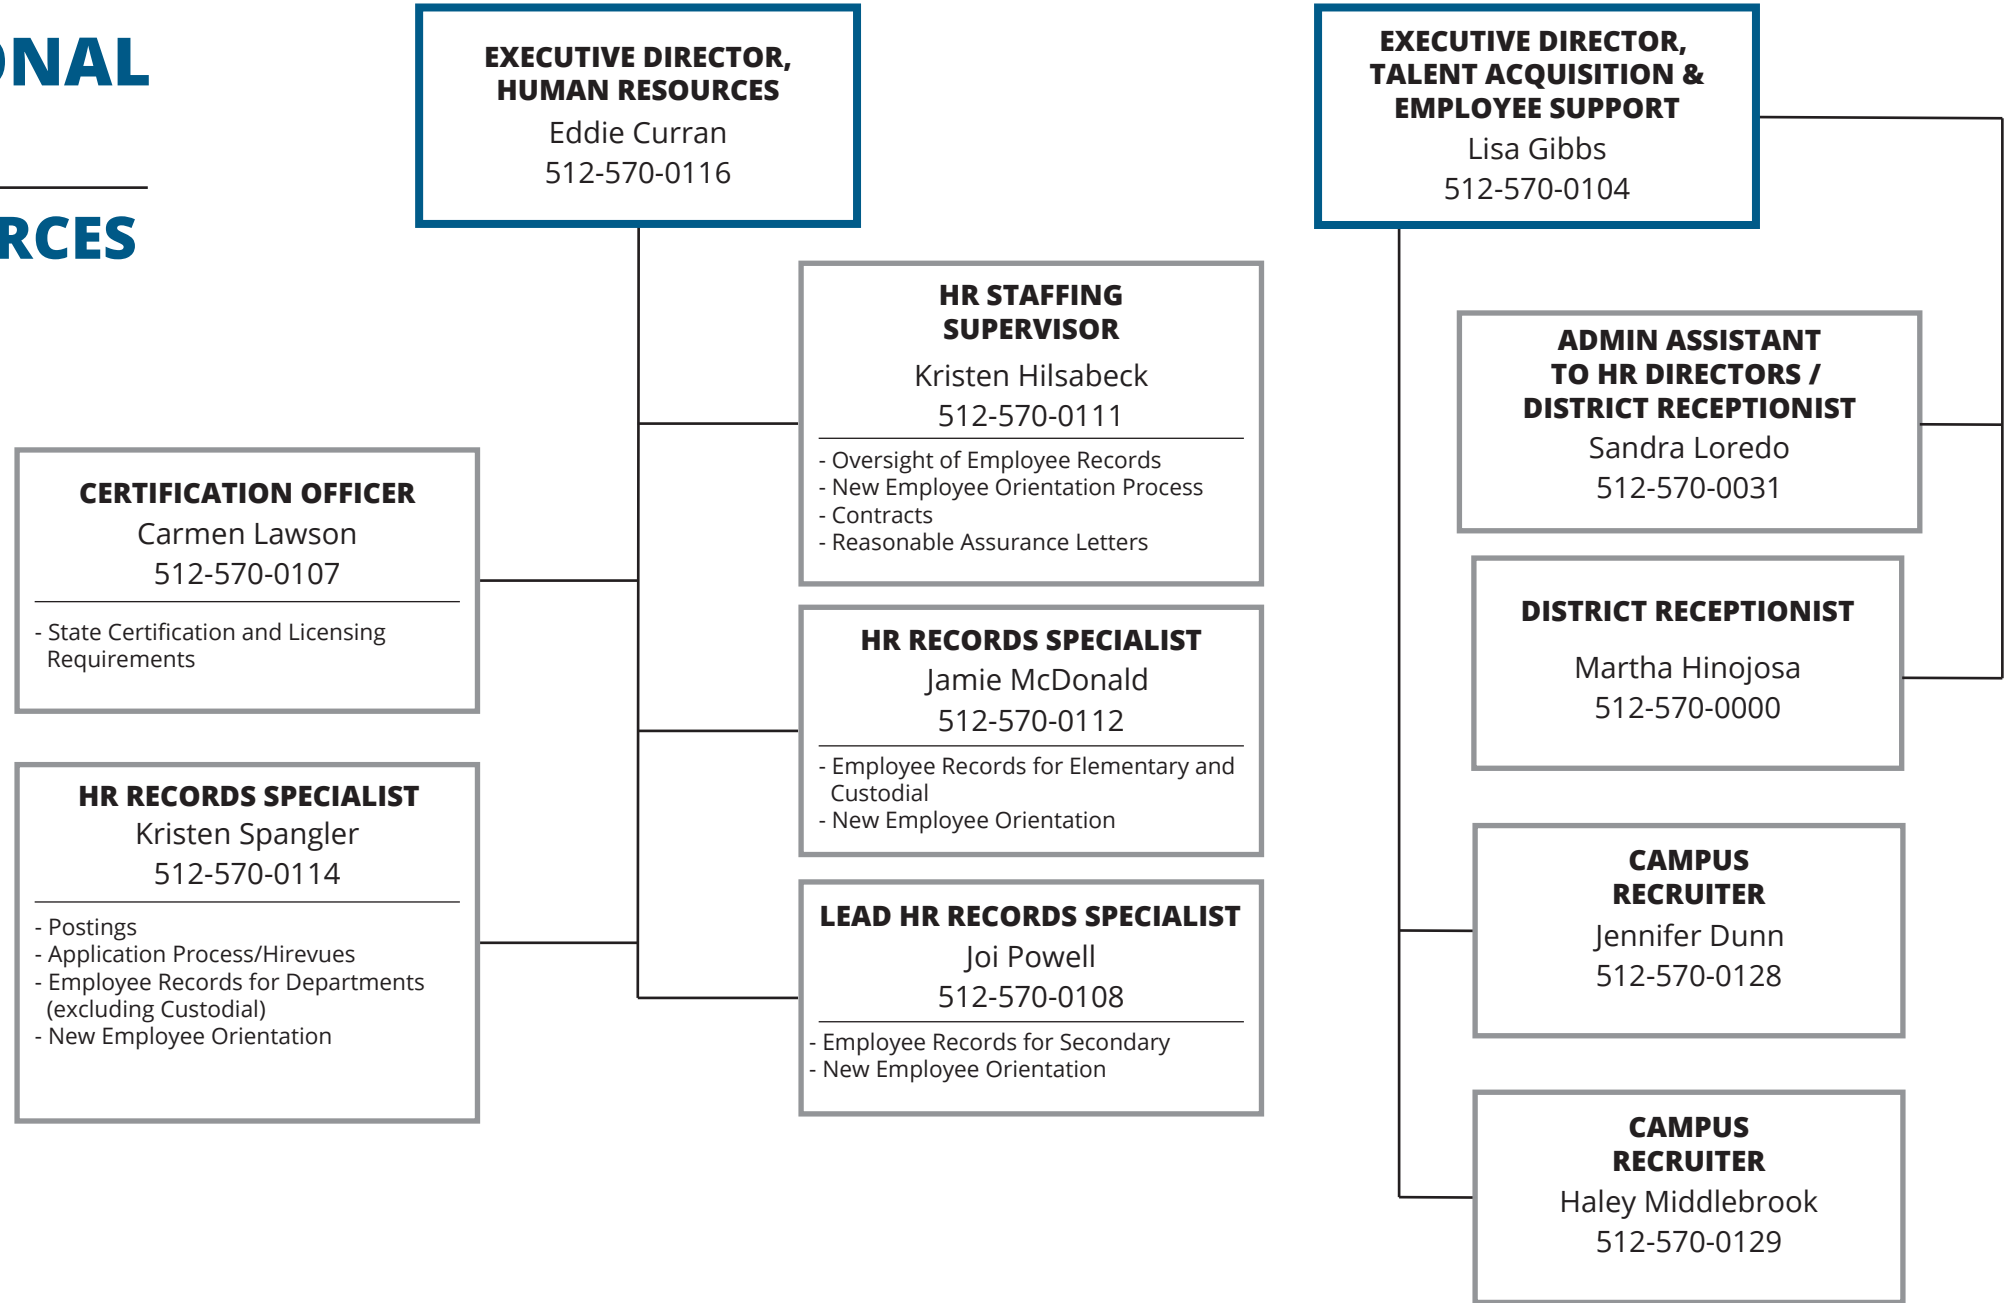 ONAL
RCES
EXECUTIVE DIRECTOR,
HUMAN RESOURCES
Eddie Curran
512-570-0116
CERTIFICATION OFFICER
Carmen Lawson
512-570-0107
- State Certification and Licensing
Requirements
HR RECORDS SPECIALIST
Kristen Spangler
512-570-0114
- Postings
- Application Process/Hirevues
- Employee Records for Departments
(excluding Custodial)
- New Employee Orientation
HR STAFFING
SUPERVISOR
Kristen Hilsabeck
512-570-0111
- Oversight of Employee Records
- New Employee Orientation Process
- Contracts
- Reasonable Assurance Letters
HR RECORDS SPECIALIST
Jamie McDonald
512-570-0112
- Employee Records for Elementary and
Custodial
- New Employee Orientation
LEAD HR RECORDS SPECIALIST
Joi Powell
512-570-0108
- Employee Records for Secondary
- New Employee Orientation
EXECUTIVE DIRECTOR,
TALENT ACQUISITION &
EMPLOYEE SUPPORT
Lisa Gibbs
512-570-0104
ADMIN ASSISTANT
TO HR DIRECTORS /
DISTRICT RECEPTIONIST
Sandra Loredo
512-570-0031
DISTRICT RECEPTIONIST
Martha Hinojosa
512-570-0000
CAMPUS
RECRUITER
Jennifer Dunn
512-570-0128
CAMPUS
RECRUITER
Haley Middlebrook
512-570-0129